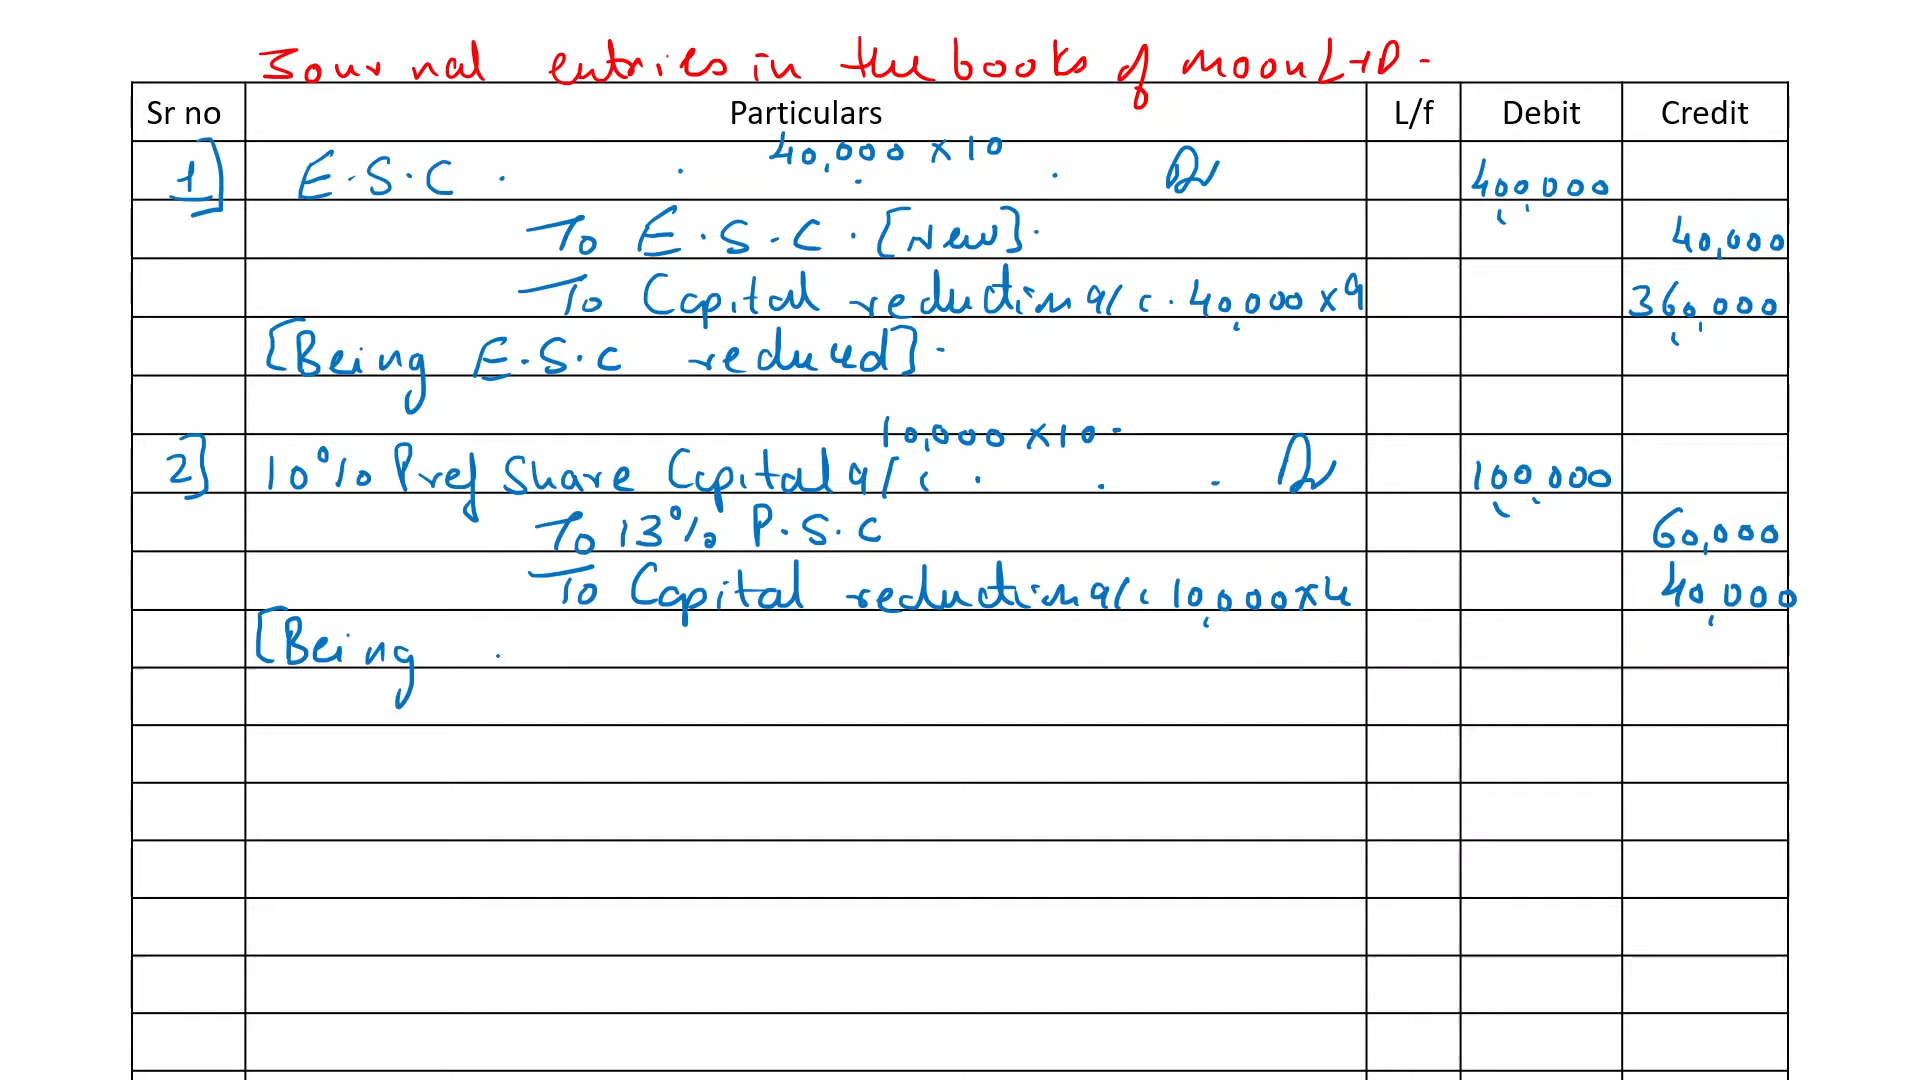 Journal entries in the books of moon LTD.
Sr no Particulars L/f Debit Credit
40,000 x 10
1] E.S.C. Dr 400,000
To E.S.C. [New]. 40,000
To Capital reduction a/c. 40,000 x 9 360,000
[Being E.S.C reduced].
10,000 x 10
2] 10% Pref Share Capital a/c Dr 100,000
To 13% P.S.C 60,000
To Capital reduction a/c 10,000 x 4 40,000
[Being